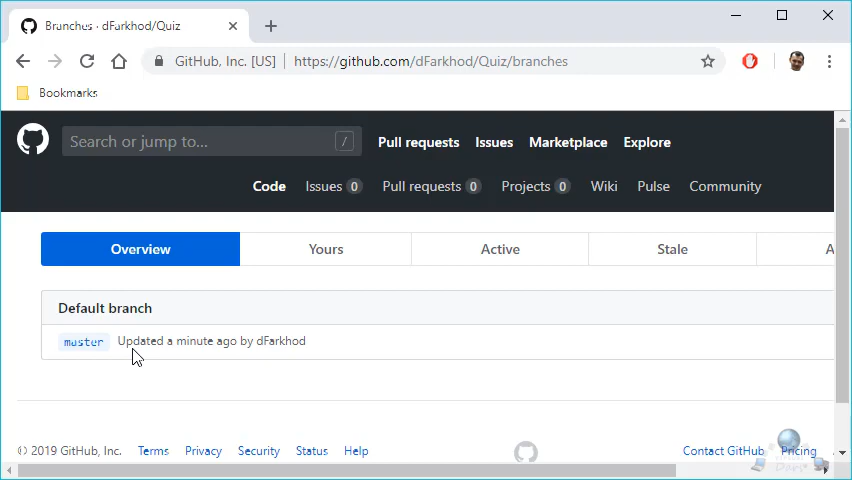 Branches · dFarkhod/Quiz
GitHub, Inc. [US] https://github.com/dFarkhod/Quiz/branches
Bookmarks
Search or jump to... /
Pull requests Issues Marketplace Explore
Code Issues 0 Pull requests 0 Projects 0 Wiki Pulse Community
Overview Yours Active Stale A
Default branch
master Updated a minute ago by dFarkhod
© 2019 GitHub, Inc. Terms Privacy Security Status Help Contact GitHub Pricing